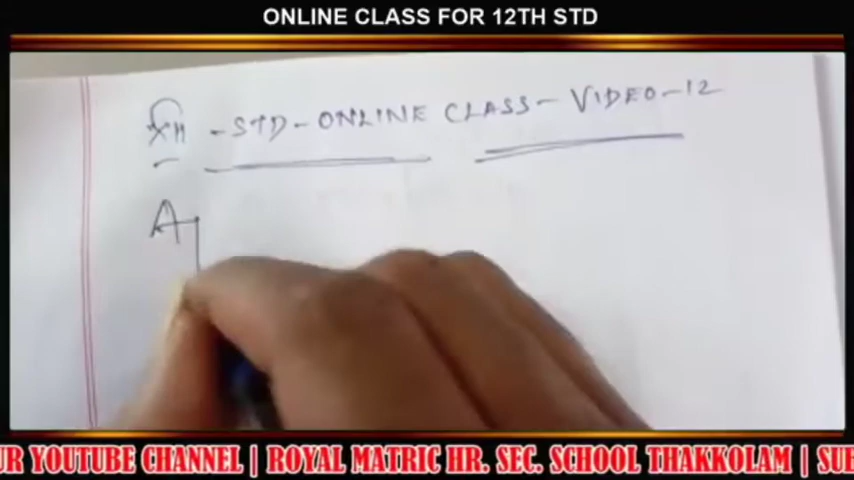 ONLINE CLASS FOR 12TH STD
XII - STD - ONLINE CLASS - VIDEO - 12
A
UR YOUTUBE CHANNEL | ROYAL MATRIC HR. SEC. SCHOOL THAKKOLAM | SUB